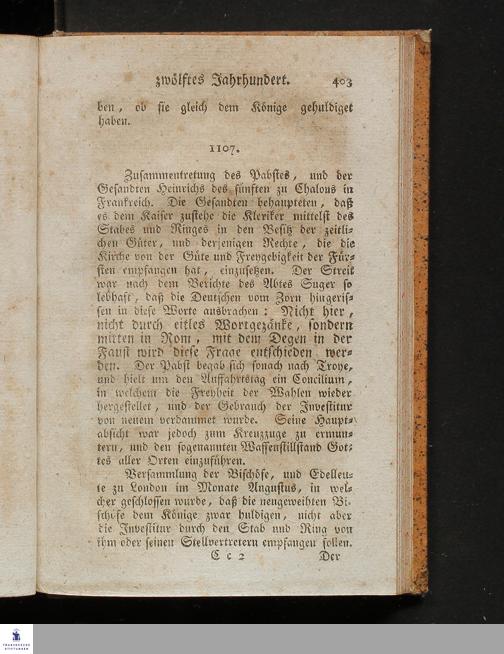 zwölftes Jahrhundert. 403
ben, ob sie gleich dem Könige gehuldiget
haben.
1107.
Zusammentretung des Pabstes, und der
Gesandten Heinrichs des fünften zu Chalons in
Frankreich. Die Gesandten behaupteten, daß
es dem Kaiser zustehe die Kleriker mittelst des
Stabes und Ringes in den Besitz der zeitli-
chen Güter, und derjenigen Rechte, die die
Kirche von der Güte und Freygebigkeit der Für-
sten empfangen hat, einzusetzen. Der Streit
war nach dem Berichte des Abtes Suger so
lebhaft, daß die Deutschen vom Zorn hingeris-
sen in diese Worte ausbrachen: Nicht hier,
nicht durch eitles Wortgezänke, sondern
mitten in Rom, mit dem Degen in der
Faust wird diese Frage entschieden wer-
den. Der Pabst begab sich sonach nach Troye,
und hielt um den Auffahrtstag ein Concilium,
in welchem die Freyheit der Wahlen wieder
hergestellet, und der Gebrauch der Investitur
von neuem verdammet wurde. Seine Haupt-
absicht war jedoch zum Kreuzzuge zu ermun-
tern, und den sogenannten Waffenstillstand Got-
tes aller Orten einzuführen.
Versammlung der Bischöfe, und Edelleu-
te zu London im Monate Augustus, in wel-
cher geschlossen wurde, daß die neugeweihten Bi-
schöfe dem Könige zwar huldigen, nicht aber
die Investitur durch den Stab und Ring von
ihm oder seinen Stellvertretern empfangen sollen.
C c 2 Der
FRANCKESCHE
STIFTUNGEN